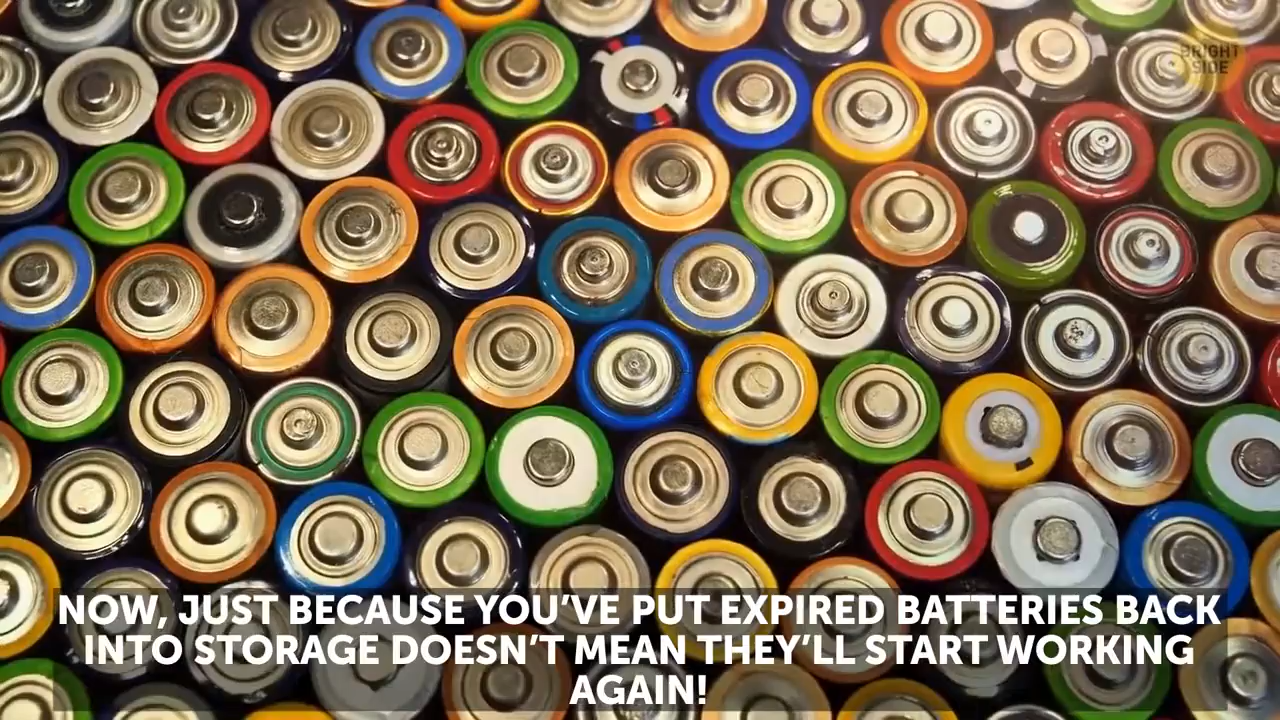 BRIGHT
SIDE
NOW, JUST BECAUSE YOU’VE PUT EXPIRED BATTERIES BACK
INTO STORAGE DOESN’T MEAN THEY’LL START WORKING
AGAIN!